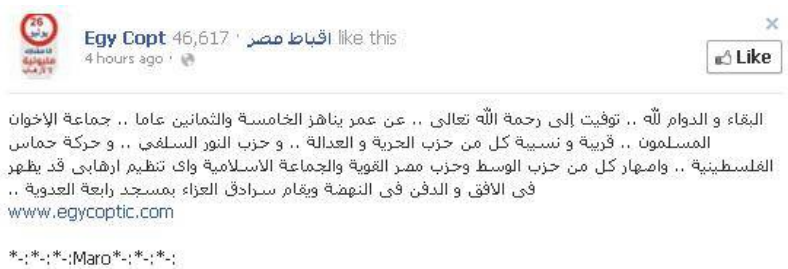 26
يونيو
Egy Copt اقباط مصر · 46,617 like this
4 hours ago ·
Like
البقاء و الدوام لله .. توفيت إلى رحمة الله تعالى .. عن عمر يناهز الخامسة والثمانين عاما .. جماعة الإخوان
المسلمون .. قريبة و نسيبة كل من حزب الحرية و العدالة .. و حزب النور السلفي .. و حركة حماس
الفلسطينية .. واصهار كل من حزب الوسط وحزب مصر القوية والجماعة الاسلامية واى تنظيم ارهابى قد يظهر
فى الافق و الدفن فى النهضة ويقام سرادق العزاء بمسجد رابعة العدوية ..
www.egycoptic.com
*-:*-:*-:Maro*-:*-:*-: